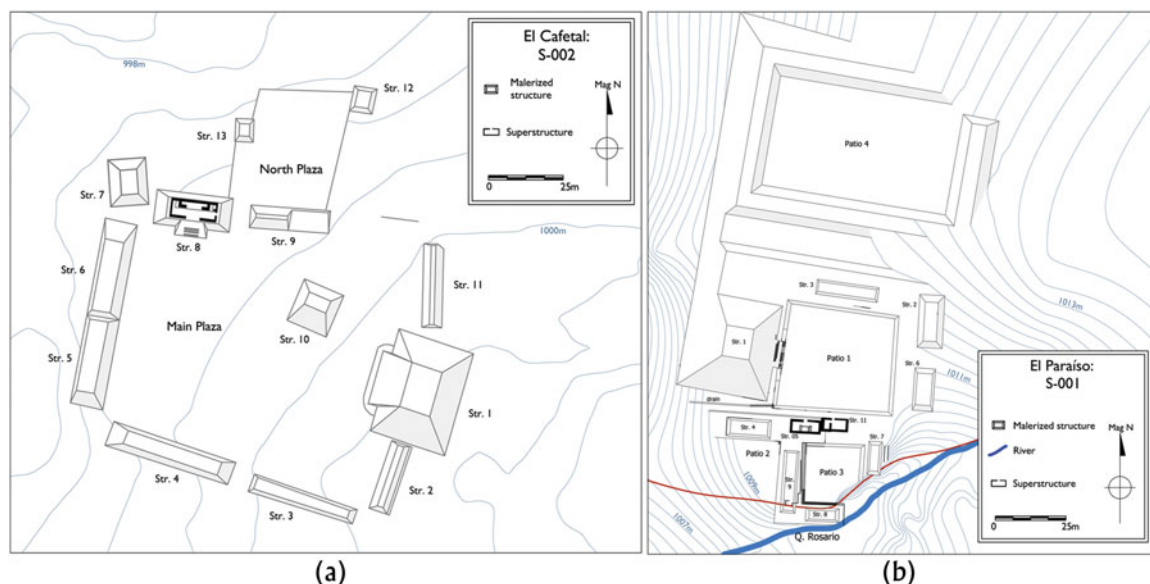 El Cafetal:
S-002
Malerized
structure
Mag N
Superstructure
0
25m
998m
Str. 12
Str. 13
North Plaza
Str. 7
Str. 8
Str. 9
1000m
Str. 6
Str. 11
Str. 10
Main Plaza
Str. 5
Str. 1
Str. 4
Str. 2
Str. 3
(a)
Patio 4
1013m
Str. 3
Str. 2
Str. 1
Patio 1
Str. 6
1011m
drain
Str. 4
Str. 05
Str. 11
Str. 7
Patio 2
Patio 3
Str.
9
1009m
Str. 8
1007m
Q. Rosario
El Paraíso:
S-001
Malerized structure
Mag N
River
Superstructure
0
25m
(b)